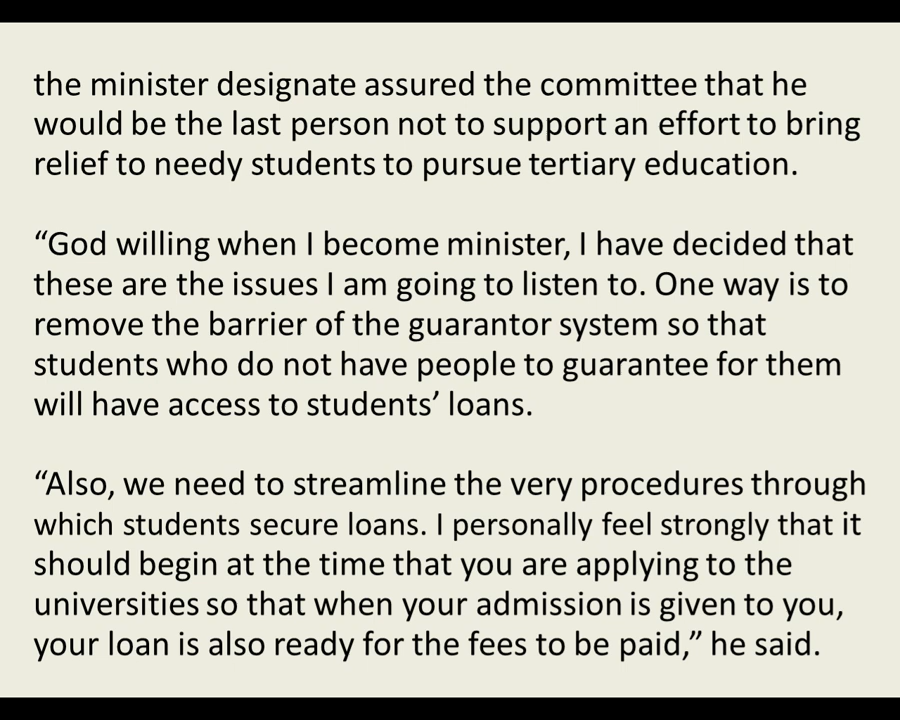 the minister designate assured the committee that he
would be the last person not to support an effort to bring
relief to needy students to pursue tertiary education.
“God willing when I become minister, I have decided that
these are the issues I am going to listen to. One way is to
remove the barrier of the guarantor system so that
students who do not have people to guarantee for them
will have access to students’ loans.
“Also, we need to streamline the very procedures through
which students secure loans. I personally feel strongly that it
should begin at the time that you are applying to the
universities so that when your admission is given to you,
your loan is also ready for the fees to be paid,” he said.